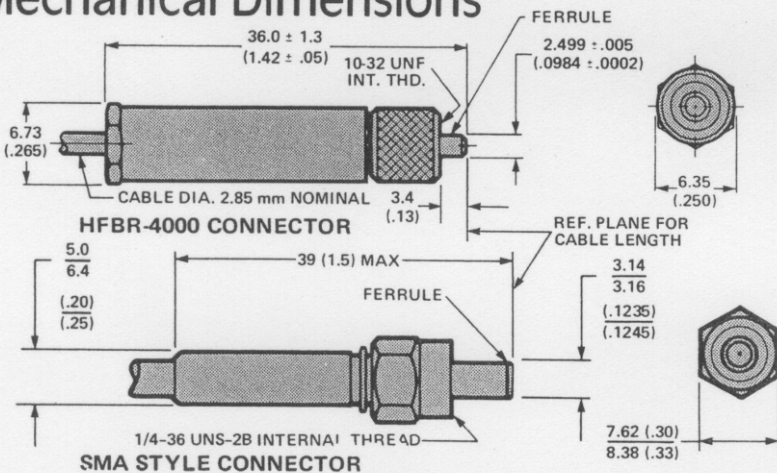 Mechanical Dimensions
36.0 ± 1.3
(1.42 ± .05)
FERRULE
10-32 UNF
INT. THD.
2.499 ±.005
(.0984 ±.0002)
6.73
(.265)
CABLE DIA. 2.85 mm NOMINAL
3.4
(.13)
6.35
(.250)
HFBR-4000 CONNECTOR
REF. PLANE FOR
CABLE LENGTH
5.0
6.4
(.20)
(.25)
39 (1.5) MAX
FERRULE
3.14
3.16
(.1235)
(.1245)
1/4-36 UNS-2B INTERNAL THREAD
7.62 (.30)
8.38 (.33)
SMA STYLE CONNECTOR